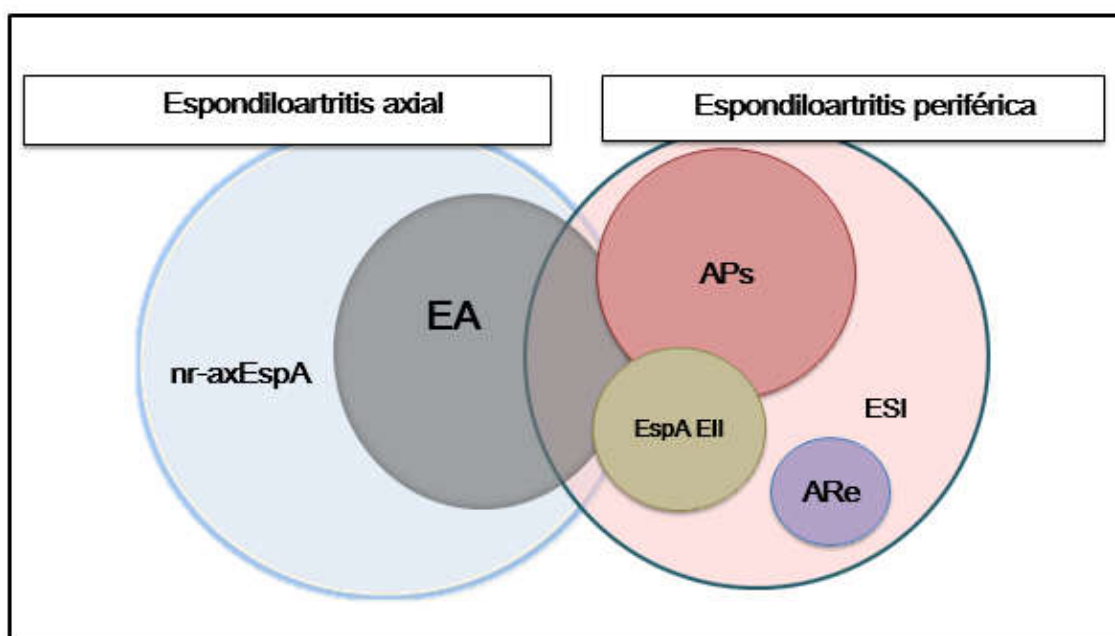 Espondiloartritis axial
Espondiloartritis periférica
EA
APs
nr-axEspA
ESI
EspA EII
ARe